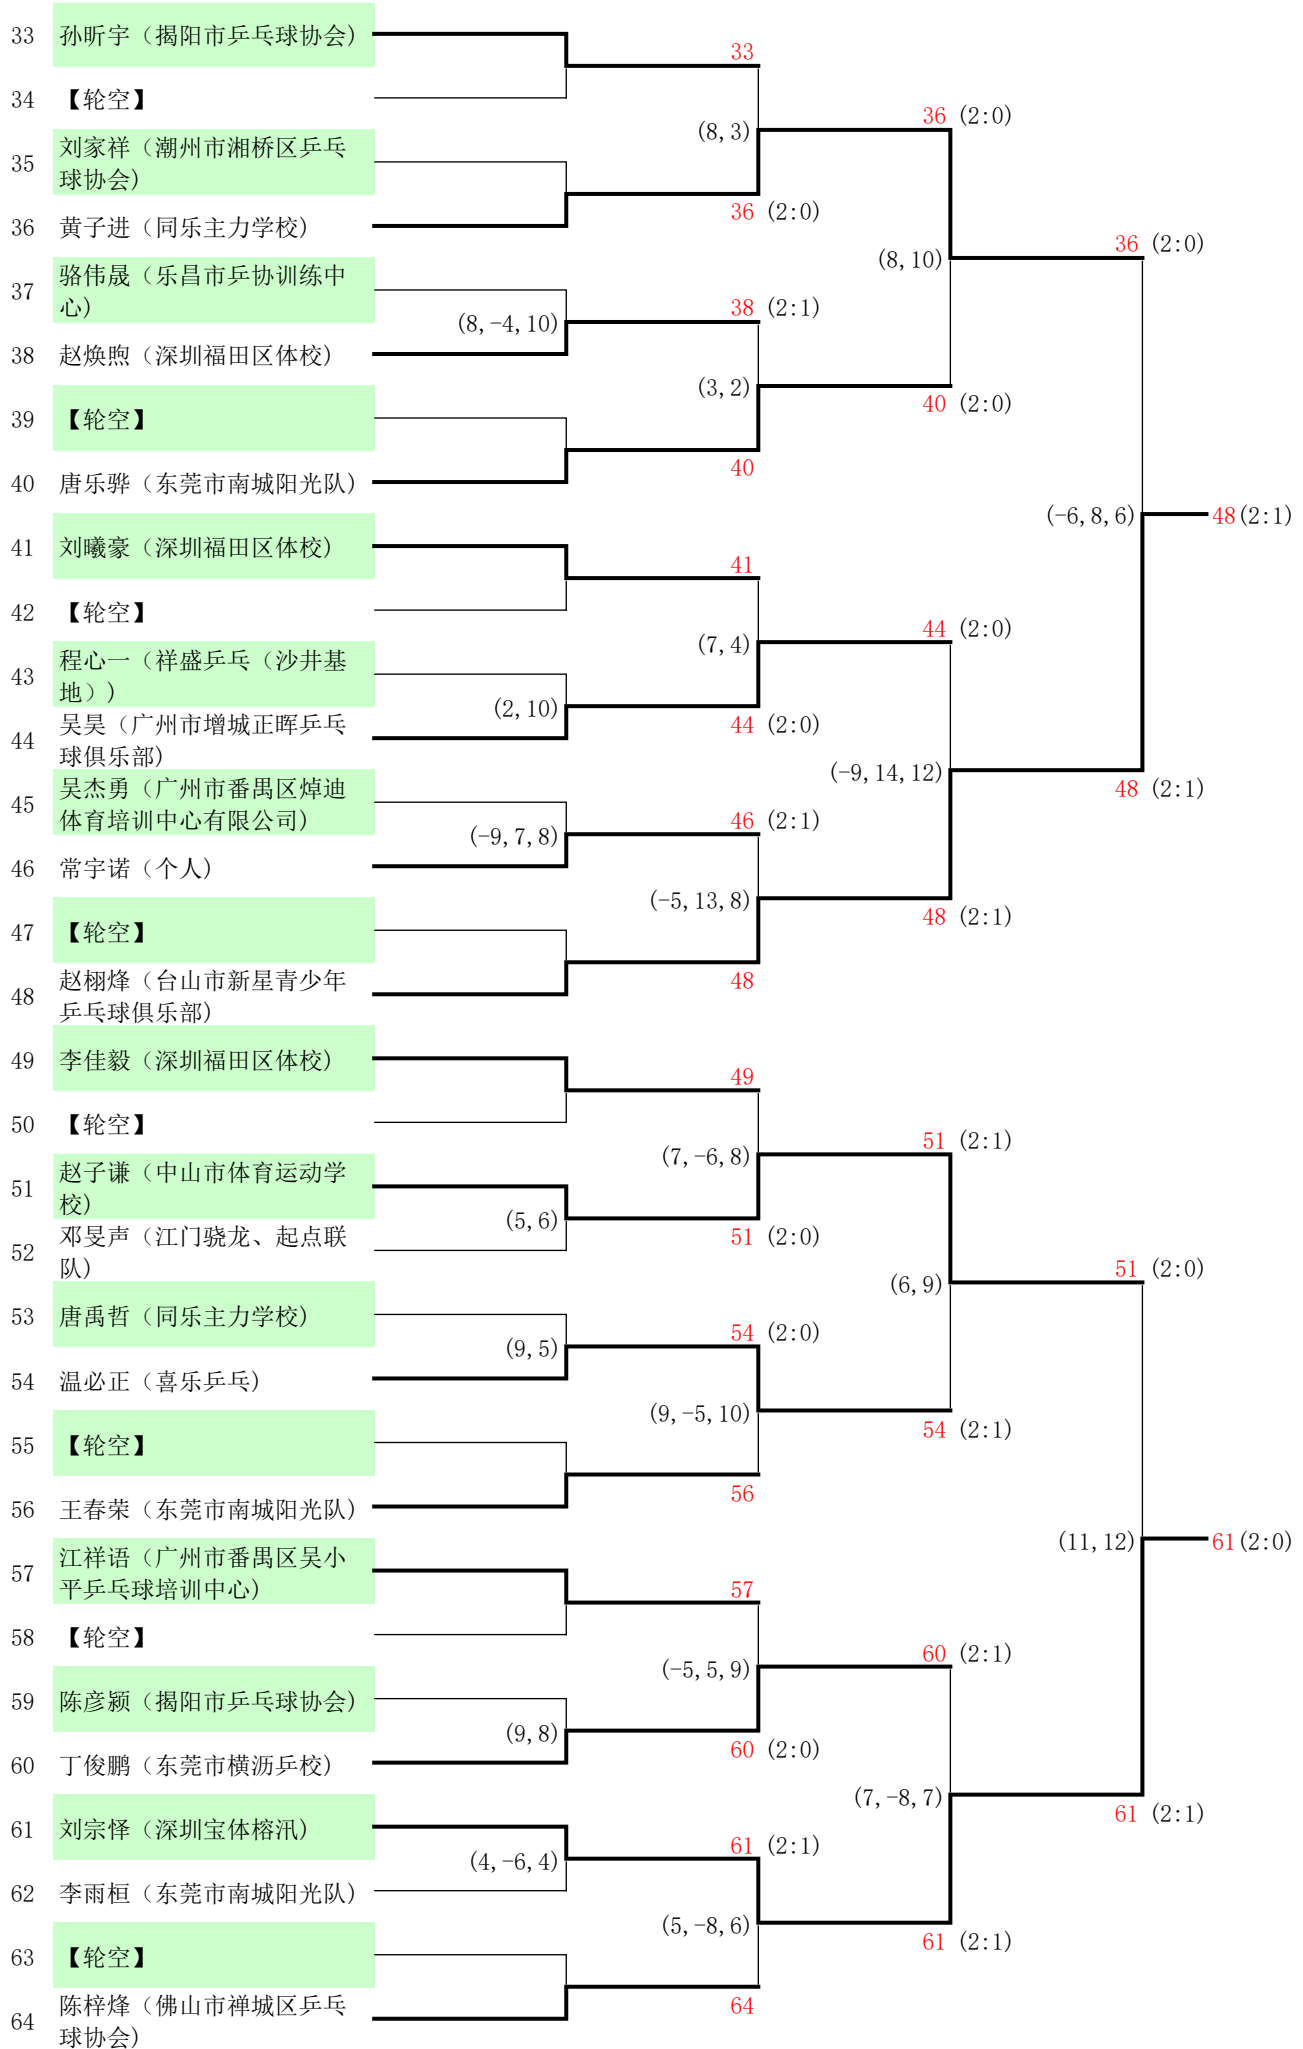 33 孙昕宇（揭阳市乒乓球协会）
33
34 【轮空】
(8, 3)
36 (2:0)
35 刘家祥（潮州市湘桥区乒乓
球协会）
36 (2:0)
36 黄子进（同乐主力学校）
(8, 10)
36 (2:0)
37 骆伟晟（乐昌市乒协训练中
心）
(8, -4, 10)
38 (2:1)
38 赵焕煦（深圳福田区体校）
(3, 2)
40 (2:0)
39 【轮空】
40
40 唐乐骅（东莞市南城阳光队）
(-6, 8, 6)
48 (2:1)
41 刘曦豪（深圳福田区体校）
41
42 【轮空】
(7, 4)
44 (2:0)
43 程心一（祥盛乒乓（沙井基
地））
(2, 10)
44 (2:0)
44 吴昊（广州市增城正晖乒乓
球俱乐部）
(-9, 14, 12)
48 (2:1)
45 吴杰勇（广州市番禺区焯迪
体育培训中心有限公司）
(-9, 7, 8)
46 (2:1)
46 常宇诺（个人）
(-5, 13, 8)
48 (2:1)
47 【轮空】
48
48 赵栩烽（台山市新星青少年
乒乓球俱乐部）
49 李佳毅（深圳福田区体校）
49
50 【轮空】
(7, -6, 8)
51 (2:1)
51 赵子谦（中山市体育运动学
校）
(5, 6)
51 (2:0)
52 邓旻声（江门骁龙、起点联
队）
(6, 9)
51 (2:0)
53 唐禹哲（同乐主力学校）
(9, 5)
54 (2:0)
54 温必正（喜乐乒乓）
(9, -5, 10)
54 (2:1)
55 【轮空】
56
56 王春荣（东莞市南城阳光队）
(11, 12)
61 (2:0)
57 江祥语（广州市番禺区吴小
平乒乓球培训中心）
57
58 【轮空】
(-5, 5, 9)
60 (2:1)
59 陈彦颍（揭阳市乒乓球协会）
(9, 8)
60 (2:0)
60 丁俊鹏（东莞市横沥乒校）
(7, -8, 7)
61 (2:1)
61 刘宗怿（深圳宝体榕汛）
(4, -6, 4)
61 (2:1)
62 李雨桓（东莞市南城阳光队）
(5, -8, 6)
61 (2:1)
63 【轮空】
64
64 陈梓烽（佛山市禅城区乒乓
球协会）